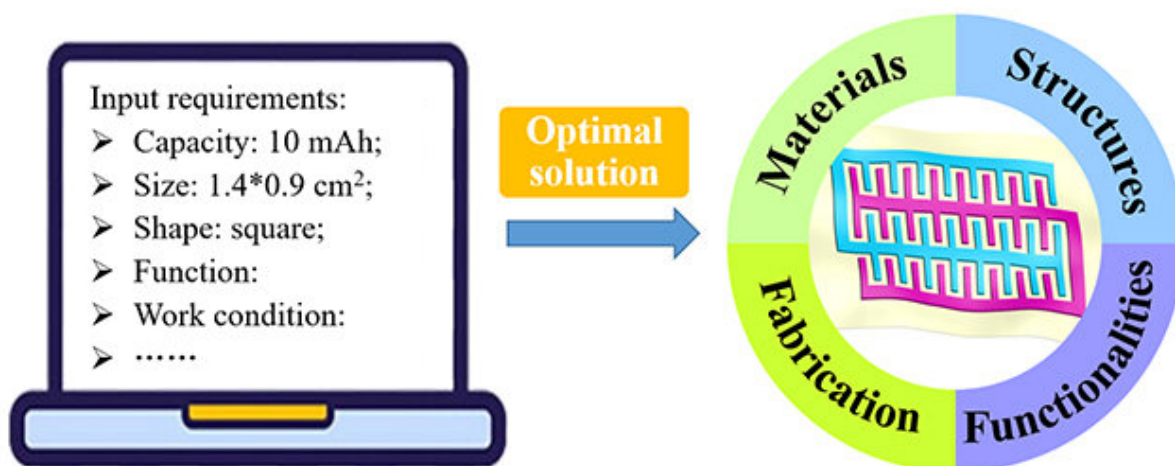 Input requirements:
➢ Capacity: 10 mAh;
➢ Size: 1.4*0.9 cm²;
➢ Shape: square;
➢ Function:
➢ Work condition:
➢ ......
Optimal
solution
Materials
Structures
Fabrication
Functionalities